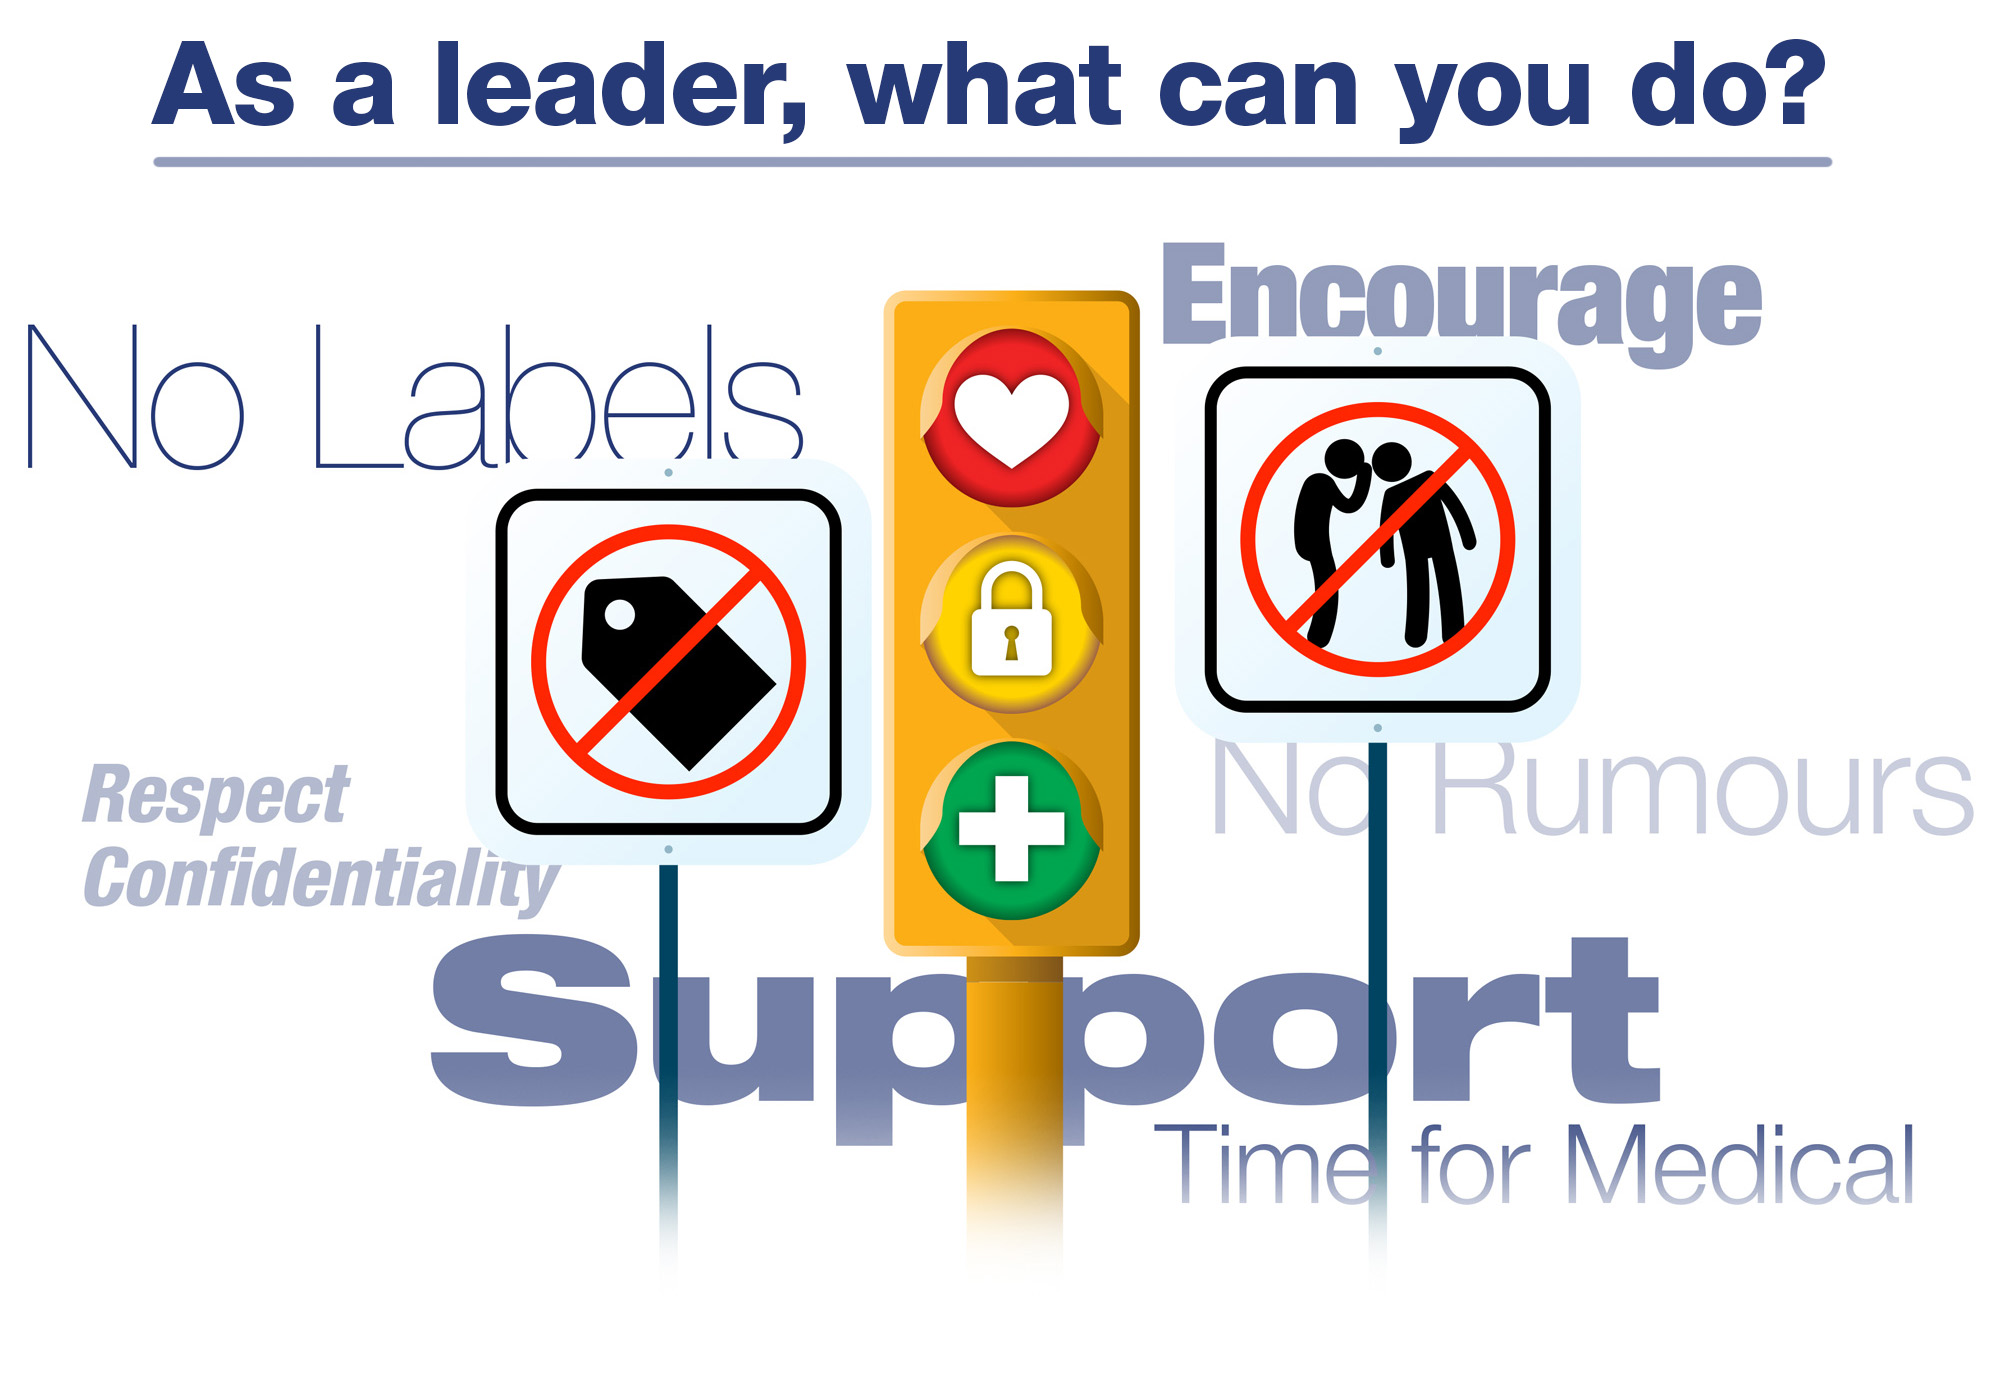 As a leader, what can you do?
Encourage
No Labels
No Rumours
Respect
Confidentiality
Support
Time for Medical